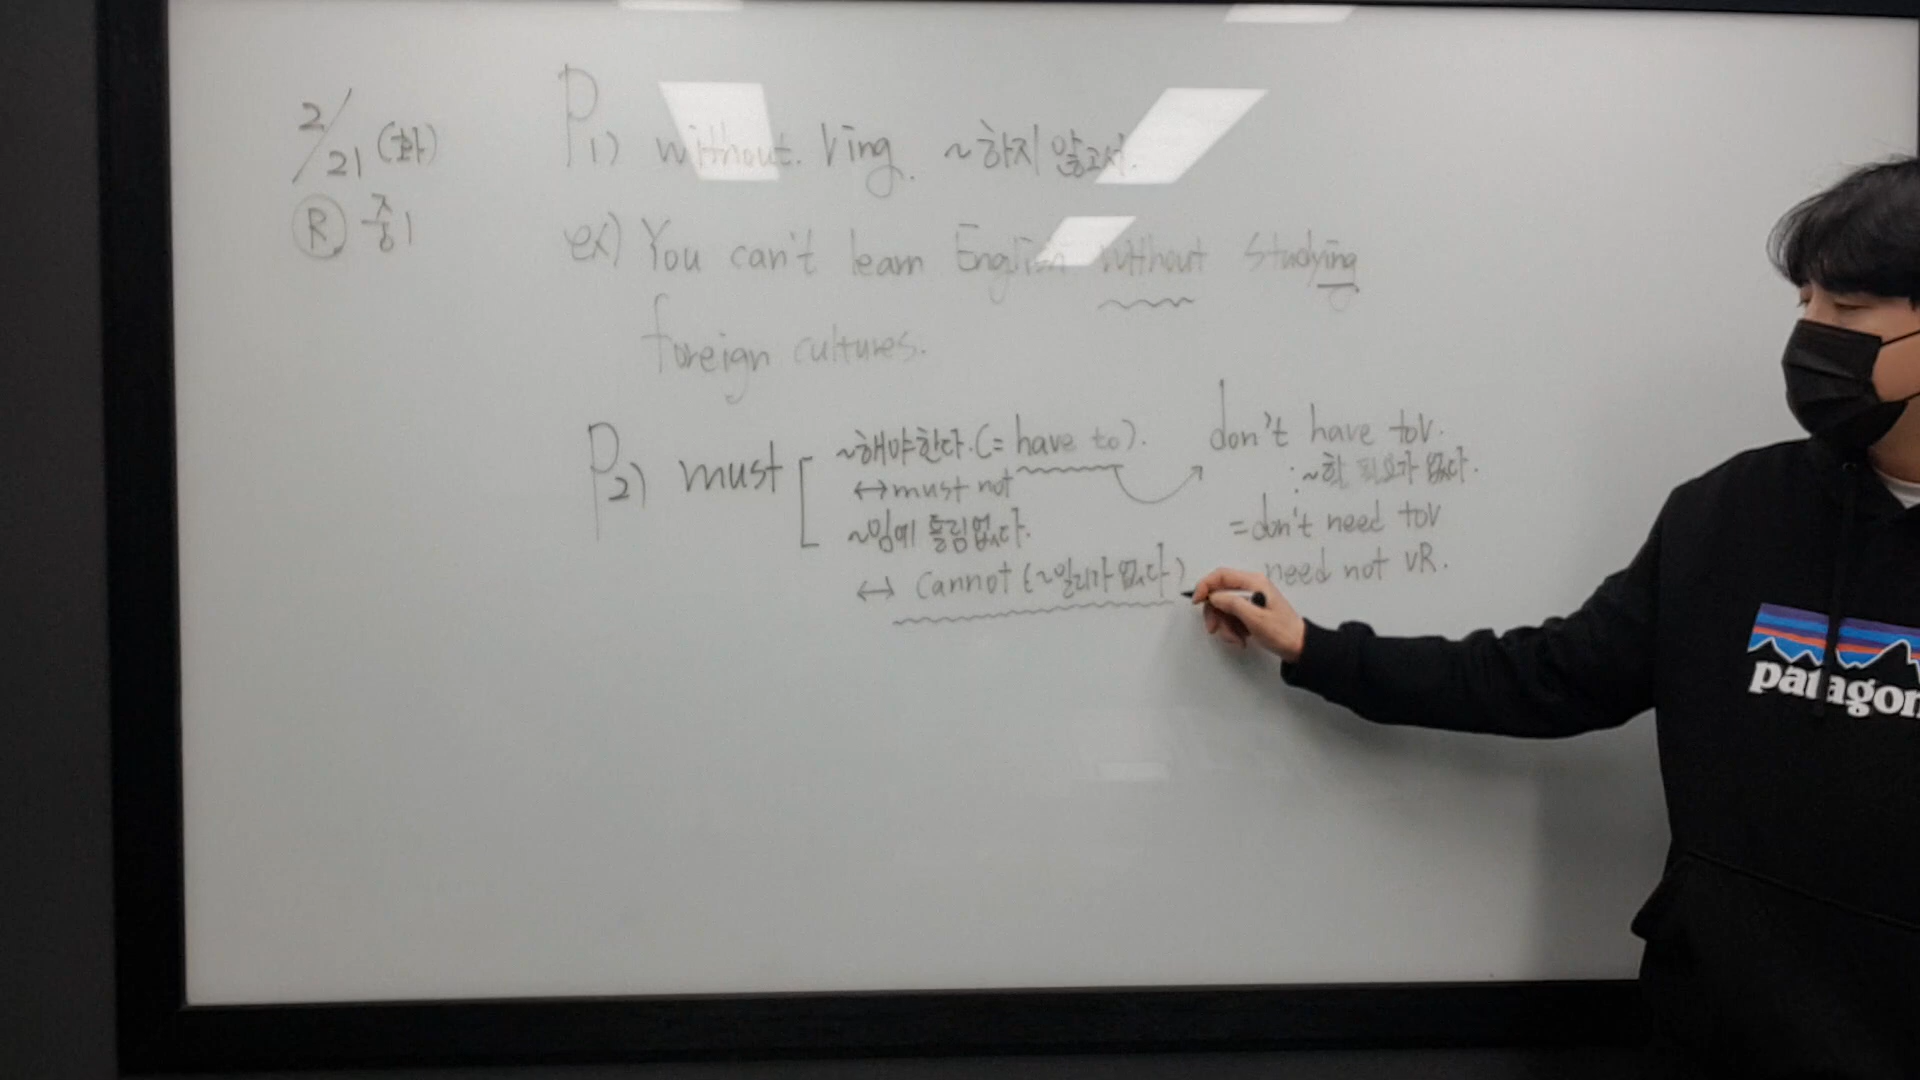 2/21 (화)
Ⓡ 중1
P1) without. Ving. ~하지 않고서.
ex) You can't learn English without studying
foreign cultures.
P2) must [ ~해야한다. (= have to).
↔ must not
~임에 틀림없다.
↔ cannot (~일리가 없다)
don't have toV.
: ~할 필요가 없다.
= don't need toV
need not VR.
patagon